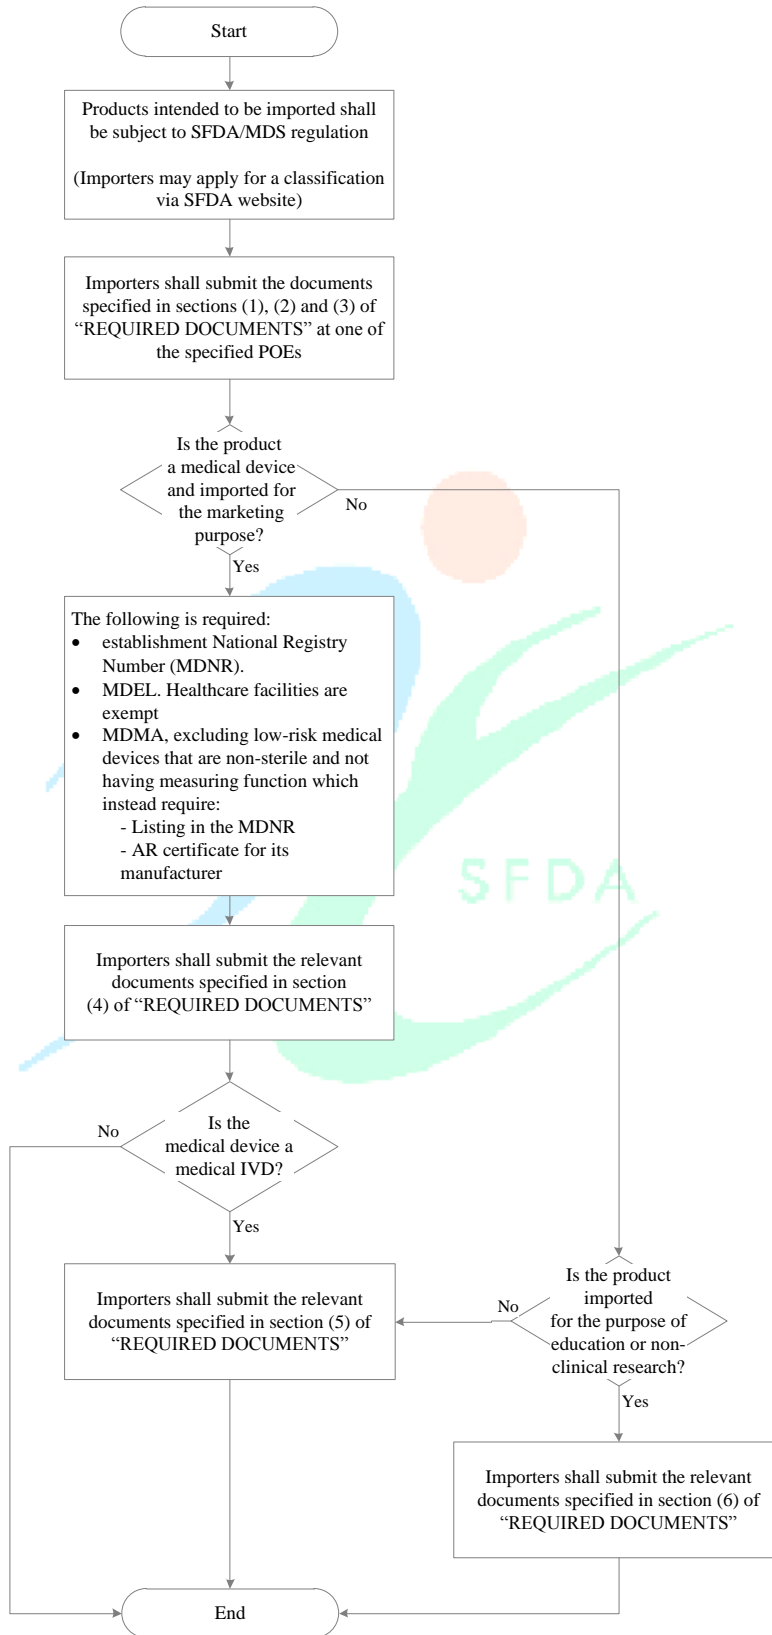 Start
Products intended to be imported shall
be subject to SFDA/MDS regulation
(Importers may apply for a classification
via SFDA website)
Importers shall submit the documents
specified in sections (1), (2) and (3) of
“REQUIRED DOCUMENTS” at one of
the specified POEs
Is the product
a medical device
and imported for
the marketing
purpose?
No
Yes
The following is required:
• establishment National Registry
Number (MDNR).
• MDEL. Healthcare facilities are
exempt
• MDMA, excluding low-risk medical
devices that are non-sterile and not
having measuring function which
instead require:
- Listing in the MDNR
- AR certificate for its
manufacturer
SFDA
Importers shall submit the relevant
documents specified in section
(4) of “REQUIRED DOCUMENTS”
Is the
medical device a
medical IVD?
No
Yes
Importers shall submit the relevant
documents specified in section (5) of
“REQUIRED DOCUMENTS”
Is the product
imported
for the purpose of
education or non-
clinical research?
No
Yes
Importers shall submit the relevant
documents specified in section (6) of
“REQUIRED DOCUMENTS”
End